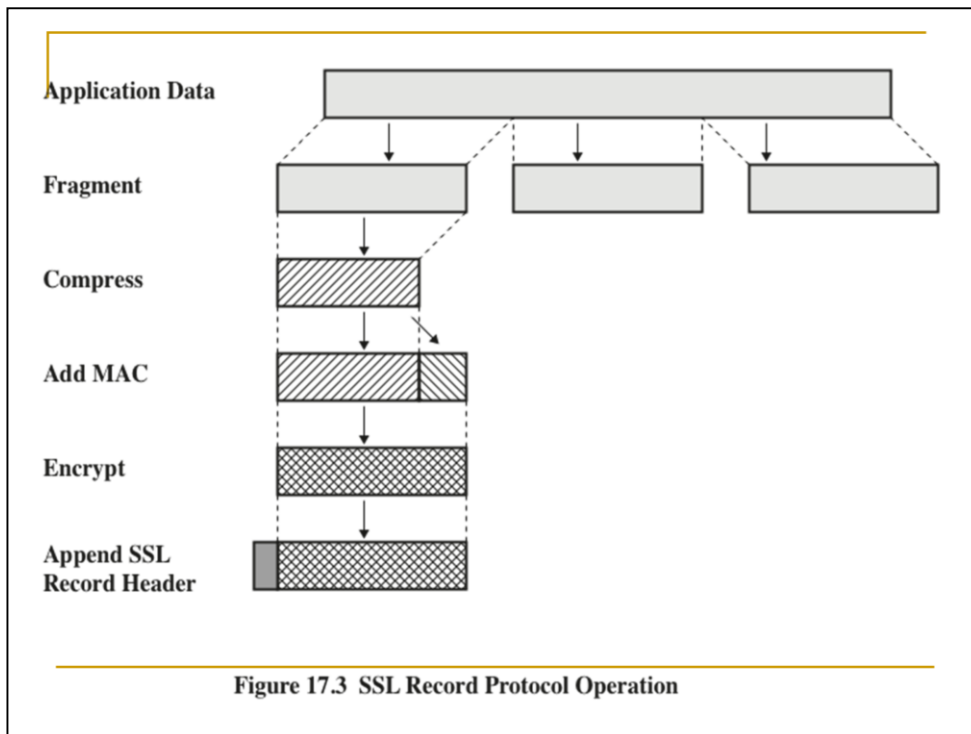 Application Data
Fragment
Compress
Add MAC
Encrypt
Append SSL
Record Header
Figure 17.3 SSL Record Protocol Operation